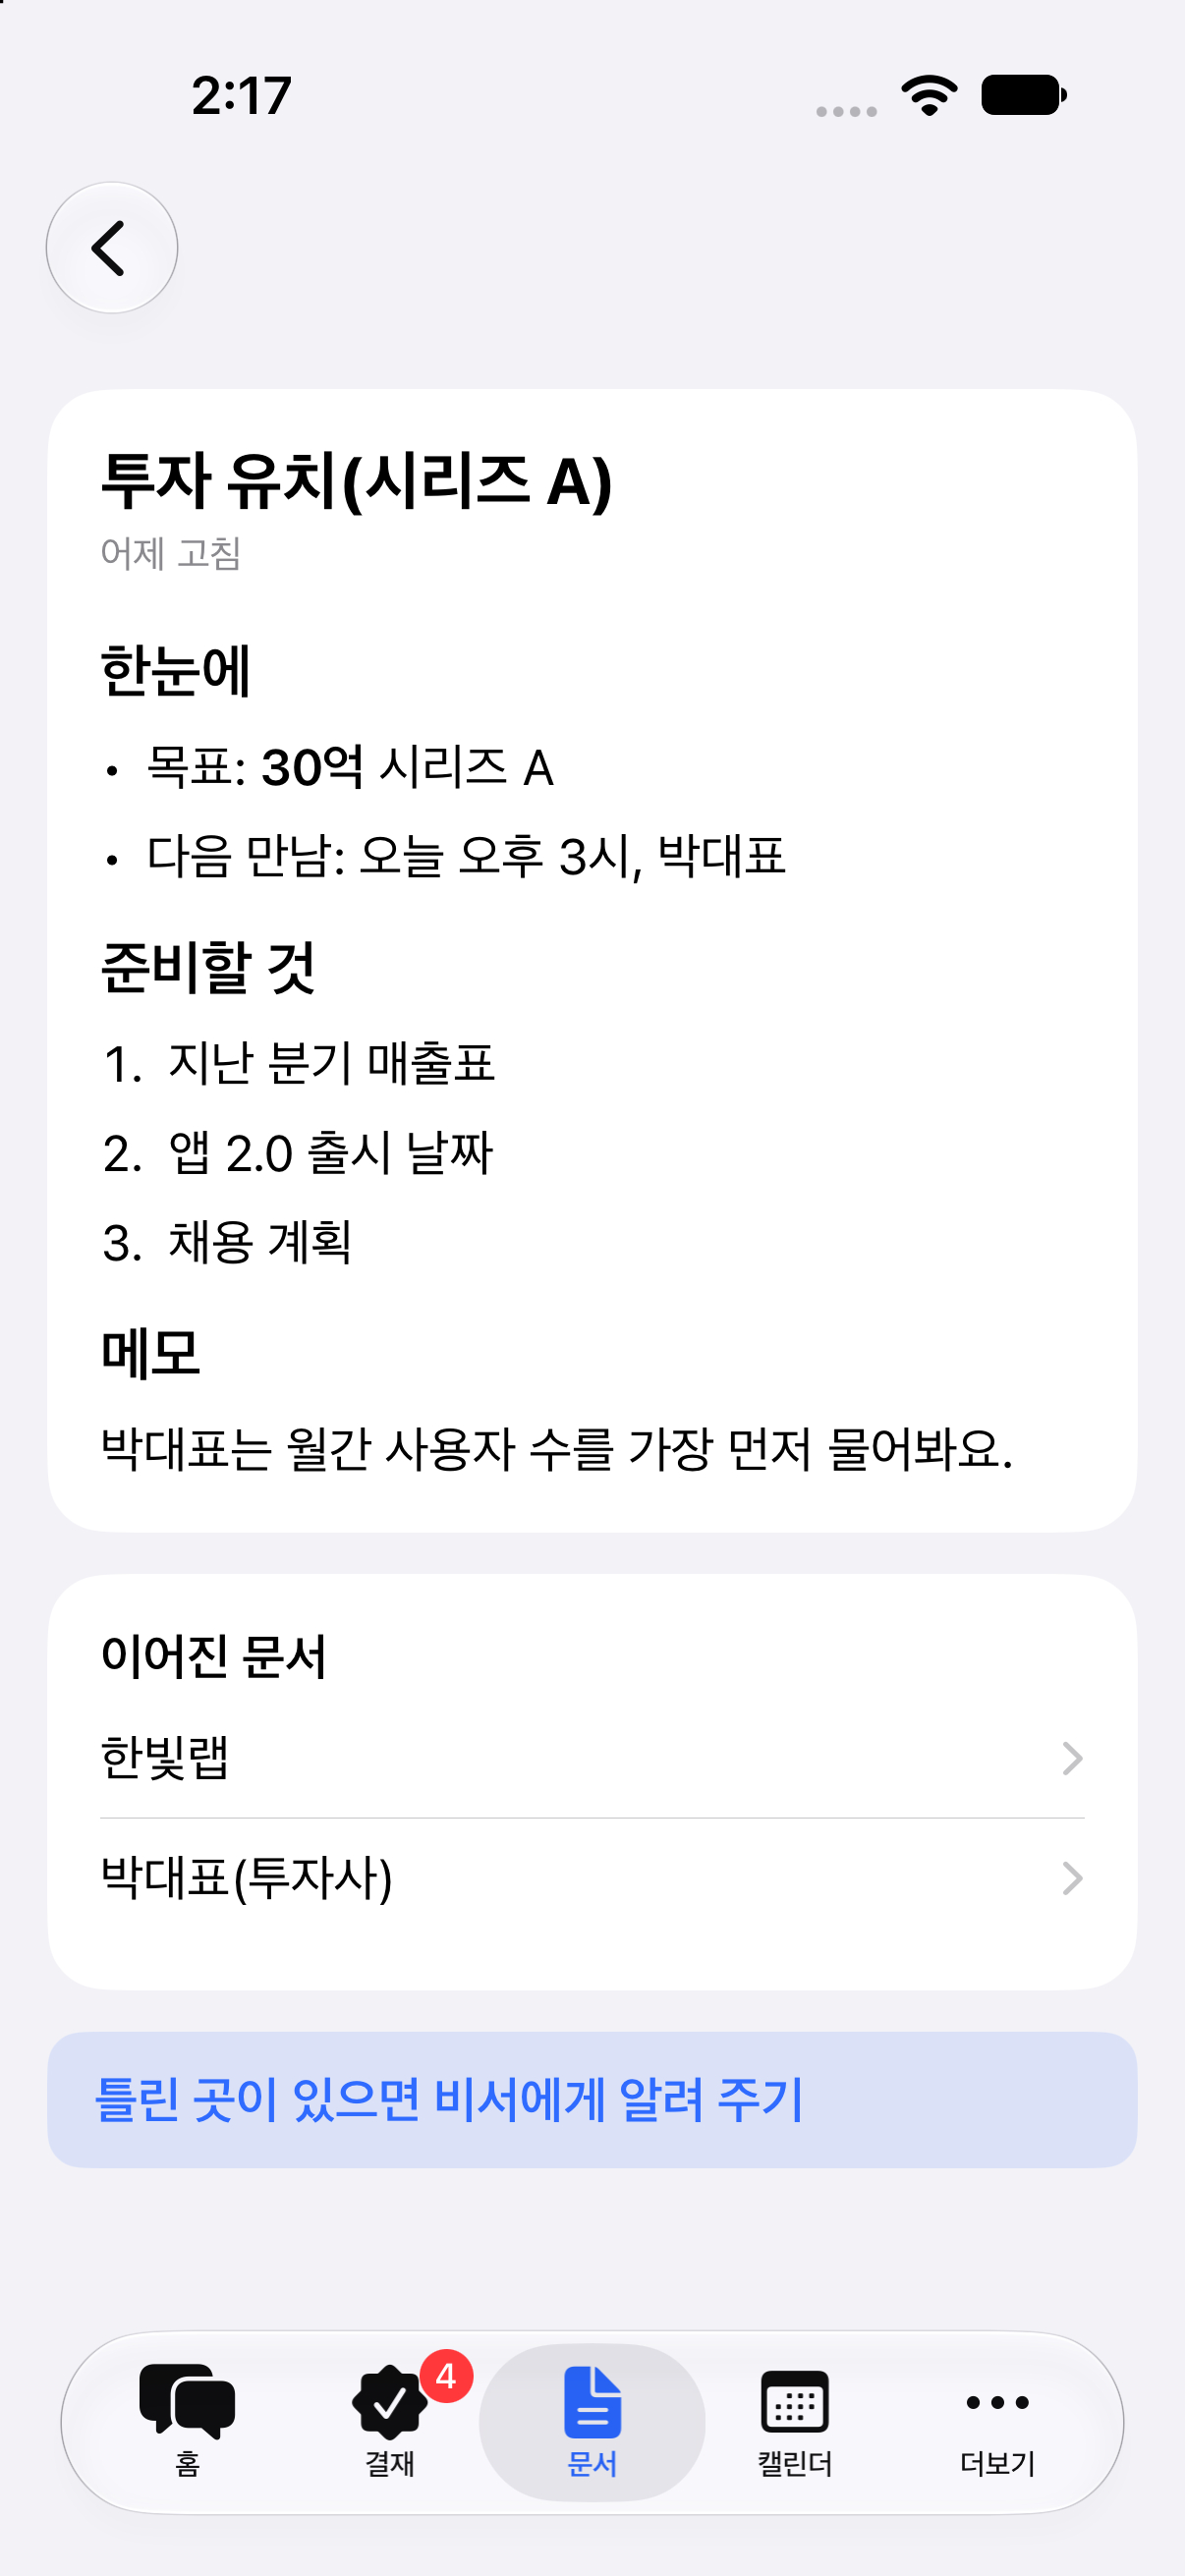 2:17
투자 유치(시리즈 A)
어제 고침
한눈에
• 목표: 30억 시리즈 A
• 다음 만남: 오늘 오후 3시, 박대표
준비할 것
1. 지난 분기 매출표
2. 앱 2.0 출시 날짜
3. 채용 계획
메모
박대표는 월간 사용자 수를 가장 먼저 물어봐요.
이어진 문서
한빛랩
박대표(투자사)
틀린 곳이 있으면 비서에게 알려 주기
4
홈 결재 문서 캘린더 더보기